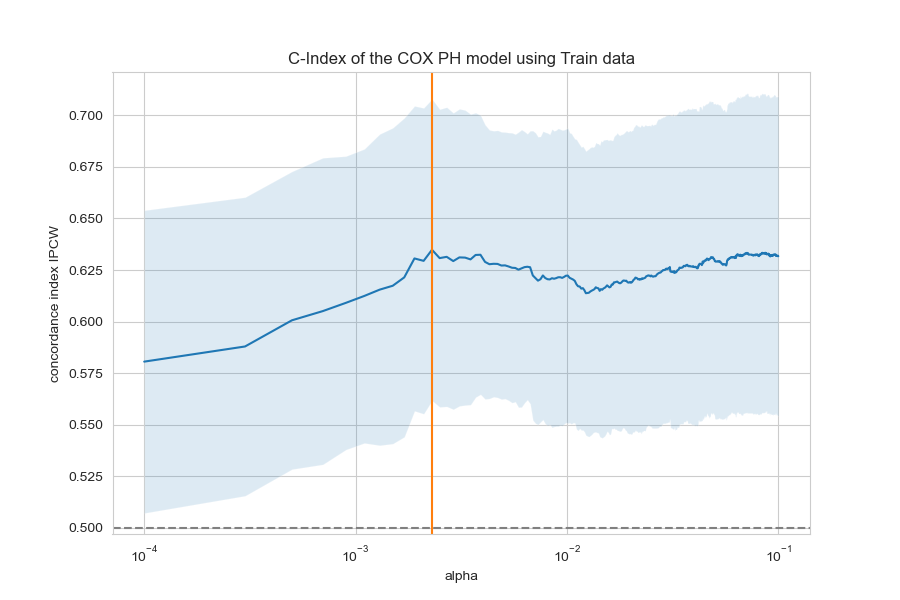 C-Index of the COX PH model using Train data
concordance index IPCW
0.700
0.675
0.650
0.625
0.600
0.575
0.550
0.525
0.500
10⁻⁴ 10⁻³ 10⁻² 10⁻¹
alpha